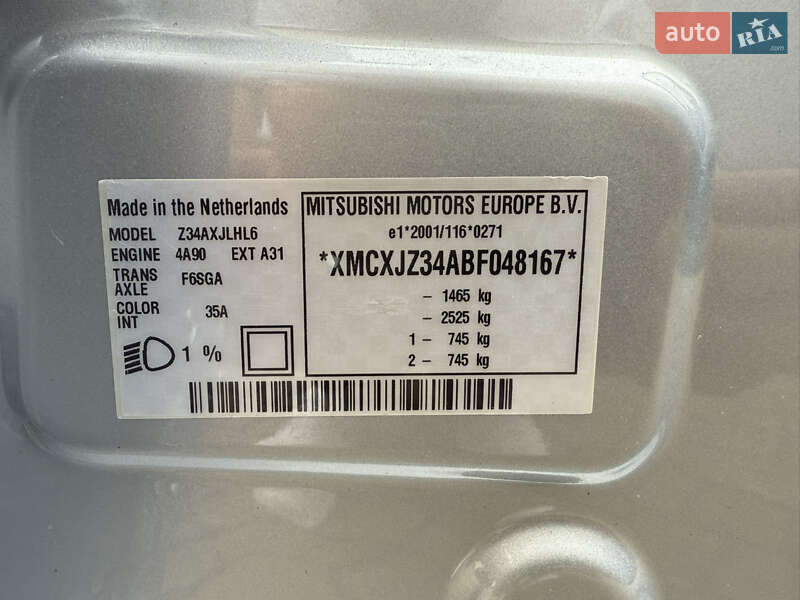 auto RIA .com
Made in the Netherlands
MODEL Z34AXJLHL6
ENGINE 4A90 EXT A31
TRANS AXLE F6SGA
COLOR INT 35A
1 %
MITSUBISHI MOTORS EUROPE B.V.
e1*2001/116*0271
*XMCXJZ34ABF048167*
– 1465 kg
– 2525 kg
1 – 745 kg
2 – 745 kg